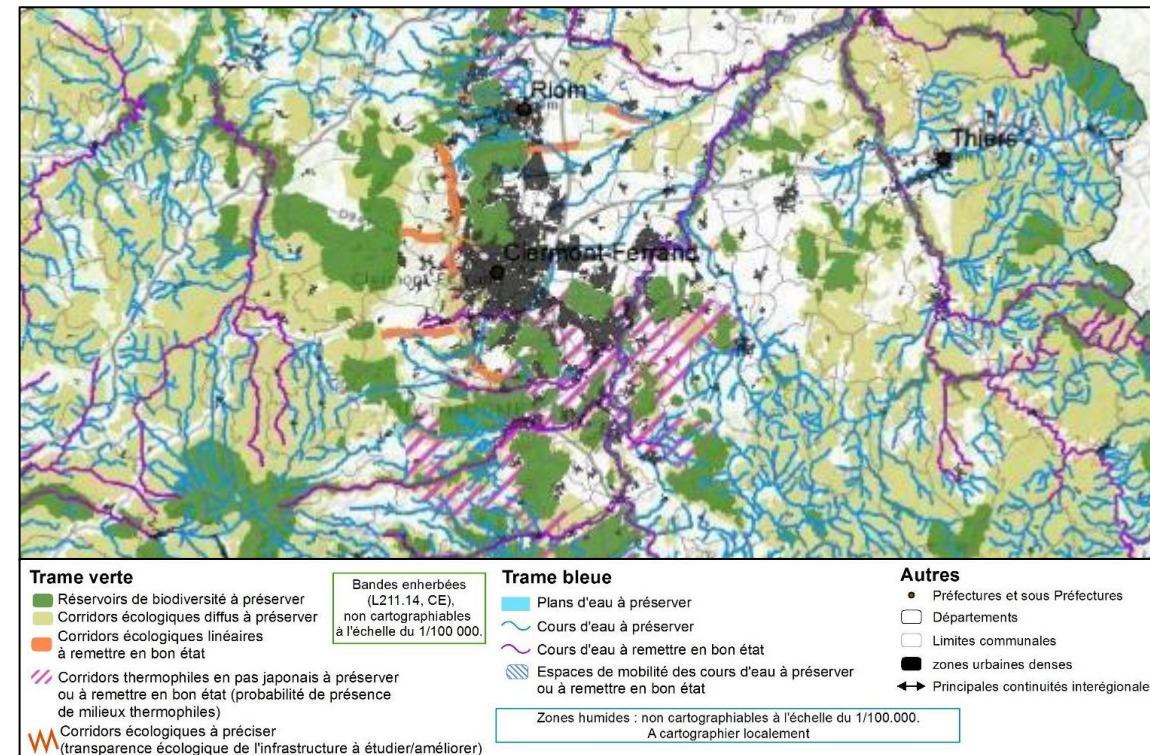 Riom
Thiers
Clermont-Ferrand
Trame verte
Réservoirs de biodiversité à préserver
Corridors écologiques diffus à préserver
Corridors écologiques linéaires
à remettre en bon état
Corridors thermophiles en pas japonais à préserver
ou à remettre en bon état (probabilité de présence
de milieux thermophiles)
Corridors écologiques à préciser
(transparence écologique de l'infrastructure à étudier/améliorer)
Bandes enherbées
(L211.14, CE),
non cartographiables
à l'échelle du 1/100 000.
Trame bleue
Plans d'eau à préserver
Cours d'eau à préserver
Cours d'eau à remettre en bon état
Espaces de mobilité des cours d'eau à préserver
ou à remettre en bon état
Zones humides : non cartographiables à l'échelle du 1/100.000.
A cartographier localement
Autres
Préfectures et sous Préfectures
Départements
Limites communales
zones urbaines denses
Principales continuités interégionale